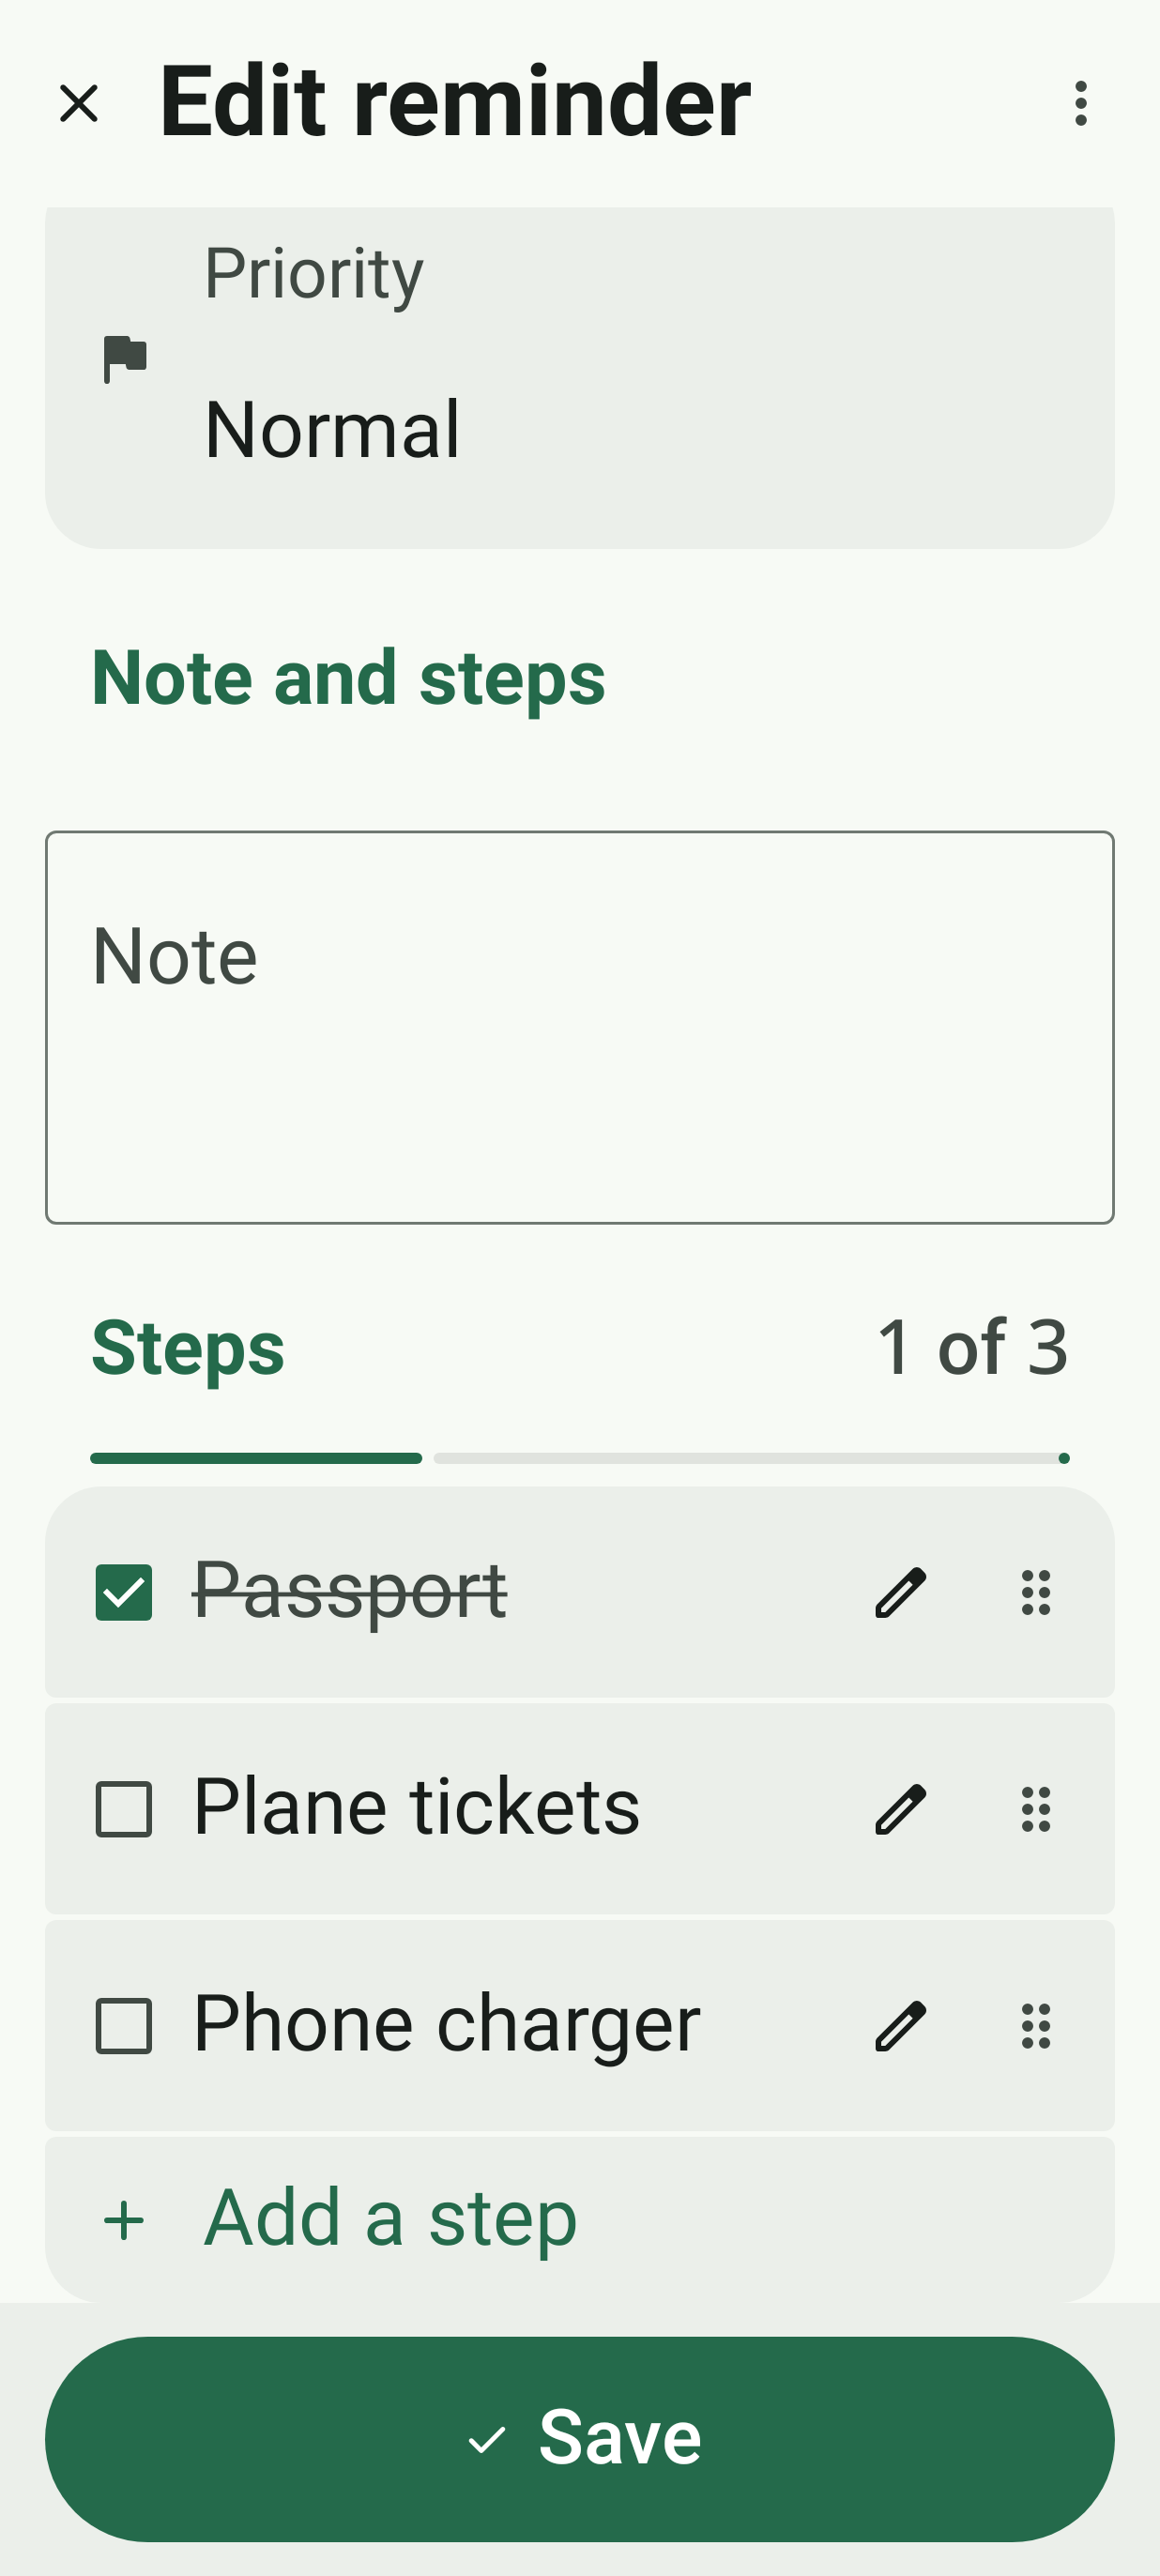 Edit reminder
Priority
Normal
Note and steps
Note
Steps
1 of 3
Passport
Plane tickets
Phone charger
Add a step
Save